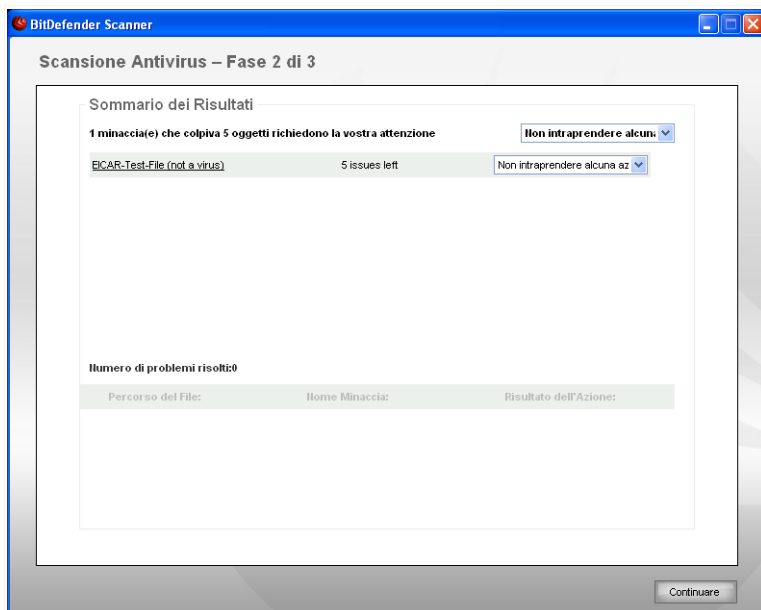 BitDefender Scanner
Scansione Antivirus – Fase 2 di 3
Sommario dei Risultati
1 minaccia(e) che colpiva 5 oggetti richiedono la vostra attenzione
Non intraprendere alcun
EICAR-Test-File (not a virus)
5 issues left
Non intraprendere alcuna az
Numero di problemi risolti:0
Percorso del File:
Nome Minaccia:
Risultato dell'Azione:
Continuare